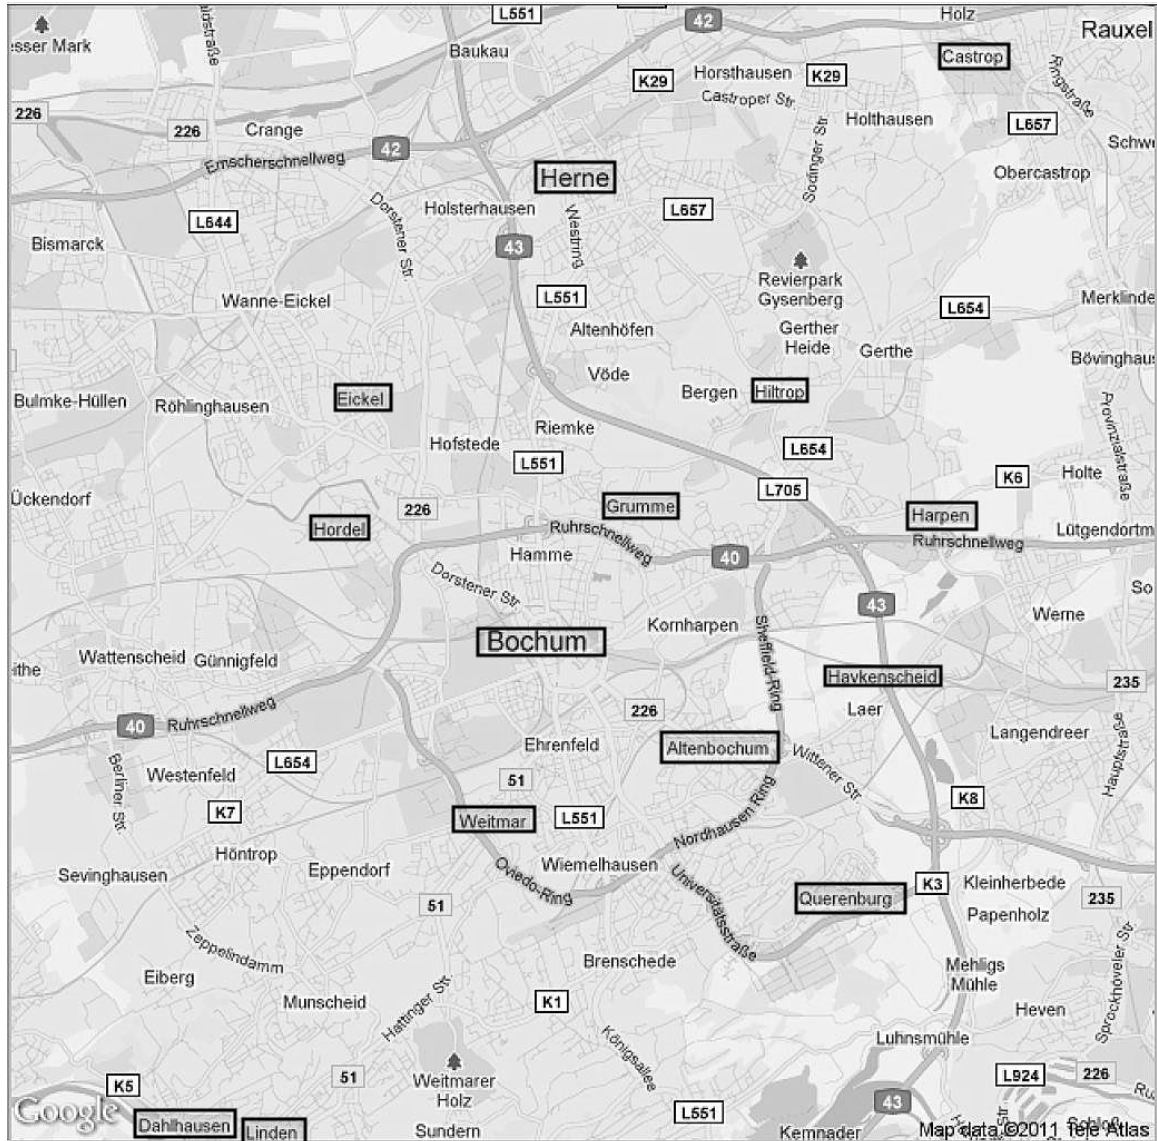 L551
42
Holz
Rauxel
esser Mark
Baukau
Castrop
K29
Horsthausen
K29
Ringstraße
Castroper Str.
226
226
Crange
Holthausen
L657
Emscherschnellweg
42
Sodinger Str.
Obercastrop
Herne
Dorstener Str.
Holsterhausen
Westring
L657
L644
43
Bismarck
Revierpark
Gysenberg
Wanne-Eickel
L551
L654
Merklinde
Altenhöfen
Gerther
Heide
Gerthe
Vöde
Bergen
Hiltrop
Eickel
Bulmke-Hüllen
Röhlinghausen
Provinzialstraße
Riemke
Hofstede
L551
L654
K6
Holte
L705
Ückendorf
226
Grumme
Harpen
Hordel
Ruhrschnellweg
Ruhrschnellweg
Lütgendortm
Hamme
40
Dorstener Str.
So
43
Werne
Kornharpen
Sheffield-Ring
Bochum
Wattenscheid
Günnigfeld
eithe
Havkenscheid
235
226
Laer
40
Ruhrschnellweg
Langendreer
Hauptstraße
Ehrenfeld
Altenbochum
Wittener Str.
Berliner Str.
L654
Westenfeld
51
K8
K7
Weitmar
L551
Nordhausen Ring
Höntrop
Sevinghausen
Eppendorf
Oviedo-Ring
Wiemelhausen
Universitätsstraße
Querenburg
K3
Kleinherbede
235
51
Papenholz
Zeppelindamm
Sprockhöveler Str.
Brenschede
Mehligs
Mühle
Eiberg
Munscheid
Hattinger Str.
K1
Heven
Königsallee
Luhnsmühle
Weitmarer
Holz
51
L924
226
K5
Google
43
Dahlhausen
Linden
Sundern
L551
Kemnader
Map data ©2011 Tele Atlas